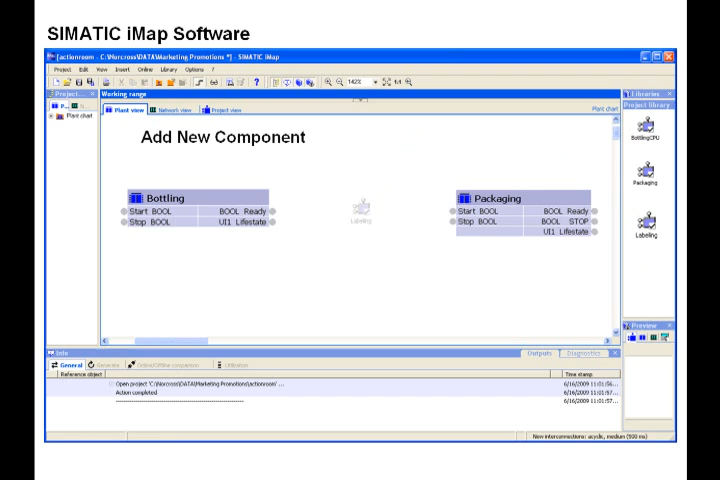 SIMATIC iMap Software
[actionroom - C:\Norcross\DATA\Marketing Promotions *] - SIMATIC iMap
Project Edit View Insert Online Library Options ?
142% 1:1
Project... Working range Libraries
P... N... Plant view Network view Project view Plant chart Project library
Plant chart
Add New Component
BottlingCPU
Packaging
Labeling
Bottling
Start BOOL BOOL Ready
Stop BOOL UI1 Lifestate
Labeling
Packaging
Start BOOL BOOL Ready
Stop BOOL BOOL STOP
UI1 Lifestate
Preview
Info Outputs Diagnostics
General Generate Online/Offline comparison Utilization
Reference object Time stamp
Open project 'C:\Norcross\DATA\Marketing Promotions\actionroom' ... 6/16/2009 11:01:56...
Action completed 6/16/2009 11:01:57...
---------------------------------------------------- 6/16/2009 11:01:57...
New interconnections: acyclic, medium (500 ms)